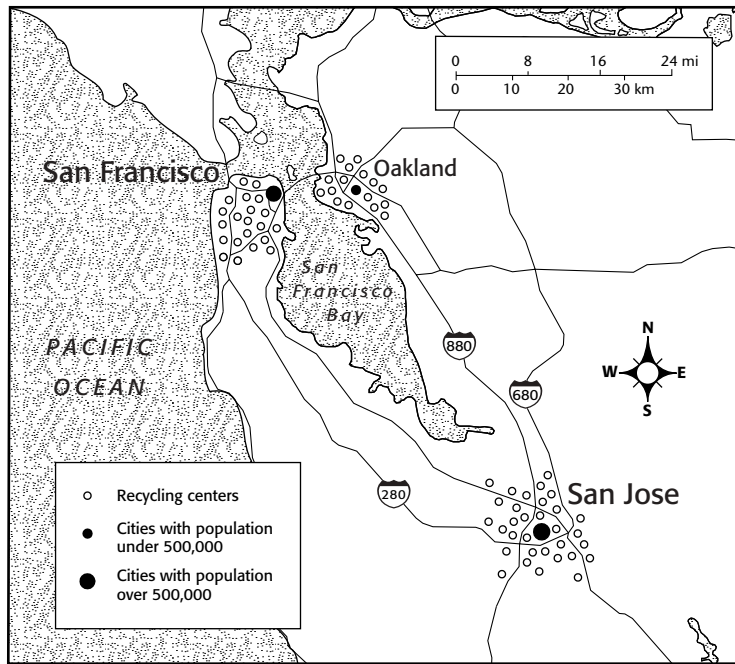 0 8 16 24 mi
0 10 20 30 km
San Francisco
Oakland
San
Francisco
Bay
PACIFIC
OCEAN
880
N
W E
S
680
280
San Jose
Recycling centers
Cities with population
under 500,000
Cities with population
over 500,000